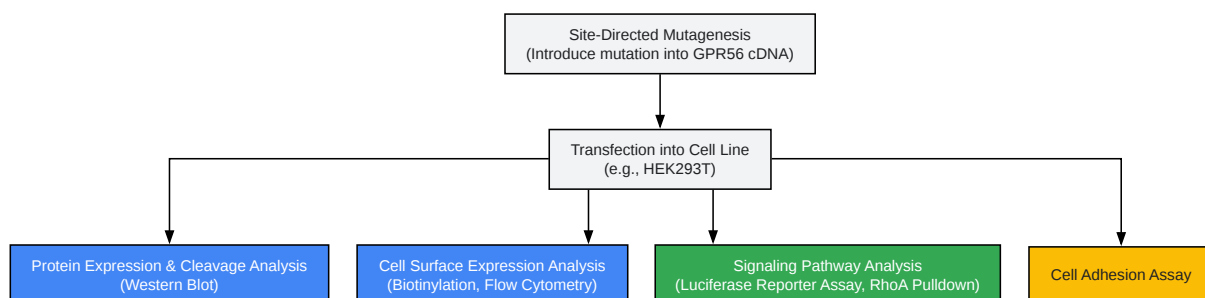 Site-Directed Mutagenesis
(Introduce mutation into GPR56 cDNA)
Transfection into Cell Line
(e.g., HEK293T)
Protein Expression & Cleavage Analysis
(Western Blot)
Cell Surface Expression Analysis
(Biotinylation, Flow Cytometry)
Signaling Pathway Analysis
(Luciferase Reporter Assay, RhoA Pulldown)
Cell Adhesion Assay